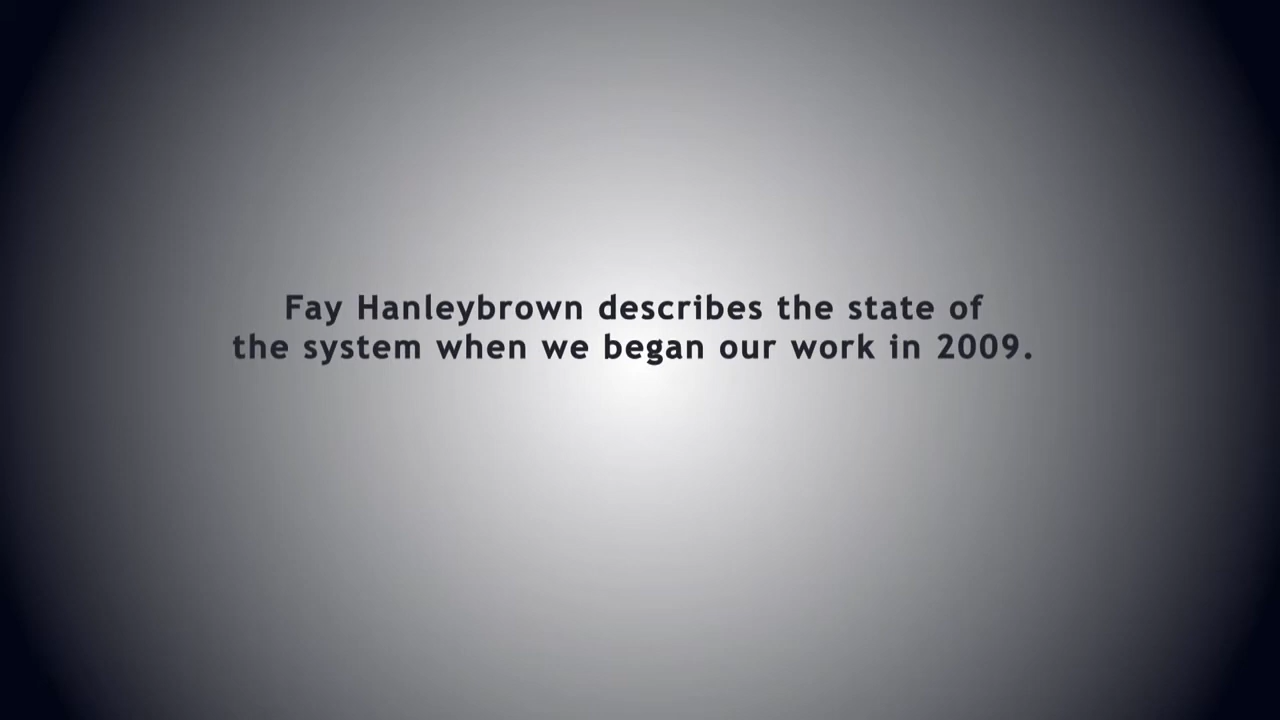 Fay Hanleybrown describes the state of
the system when we began our work in 2009.